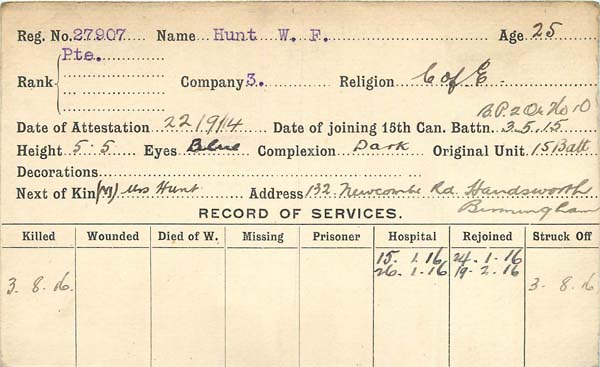 Reg. No. 27907 Name Hunt W. F. Age 25
Pte.
Rank Company 3. Religion C of E -
B.P. 2 Or No 10
Date of Attestation 22/9/14 Date of joining 15th Can. Battn. 3.5.15
Height 5.5 Eyes Blue Complexion Dark Original Unit 15 Batt
Decorations
Next of Kin (M) Mrs Hunt Address 132 Newcombe Rd. Handsworth
Birmingham
RECORD OF SERVICES.
Killed Wounded Died of W. Missing Prisoner Hospital Rejoined Struck Off
15. 1. 16 24. 1. 16
3. 8. 16. 26. 1. 16 19. 2. 16 3. 8. 16